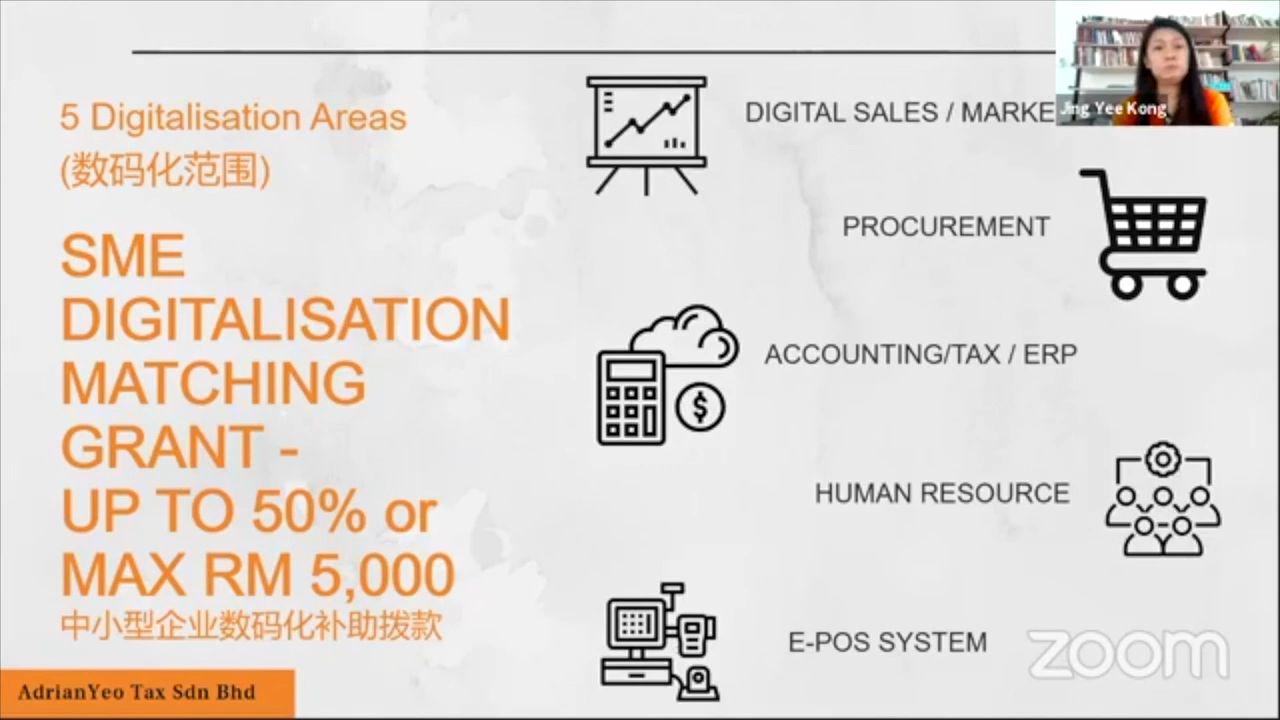 5 Digitalisation Areas
(数码化范围)
SME
DIGITALISATION
MATCHING
GRANT -
UP TO 50% or
MAX RM 5,000
中小型企业数码化补助拨款
AdrianYeo Tax Sdn Bhd
DIGITAL SALES / MARKE
PROCUREMENT
ACCOUNTING/TAX / ERP
HUMAN RESOURCE
E-POS SYSTEM
Jing Yee Kong
zoom